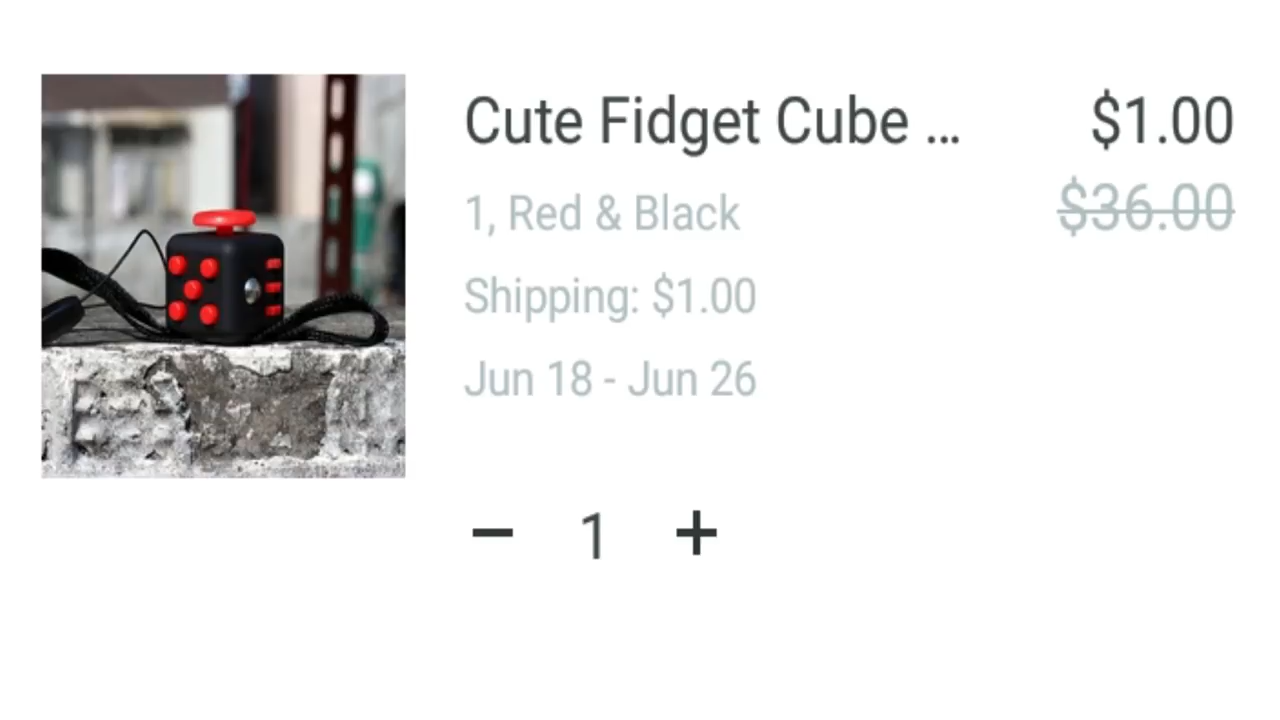 Cute Fidget Cube ... $1.00
1, Red & Black $36.00
Shipping: $1.00
Jun 18 - Jun 26
− 1 +